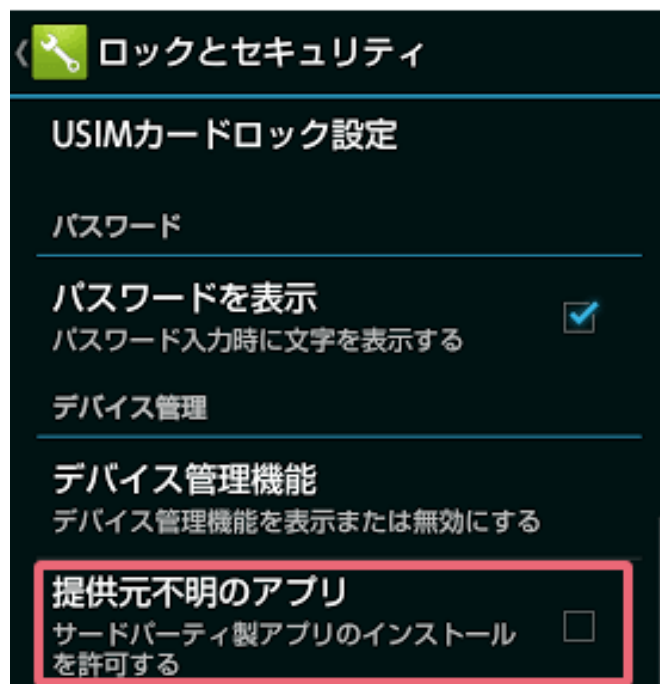 ロックとセキュリティ
USIMカードロック設定
パスワード
パスワードを表示
パスワード入力時に文字を表示する
デバイス管理
デバイス管理機能
デバイス管理機能を表示または無効にする
提供元不明のアプリ
サードパーティ製アプリのインストール
を許可する